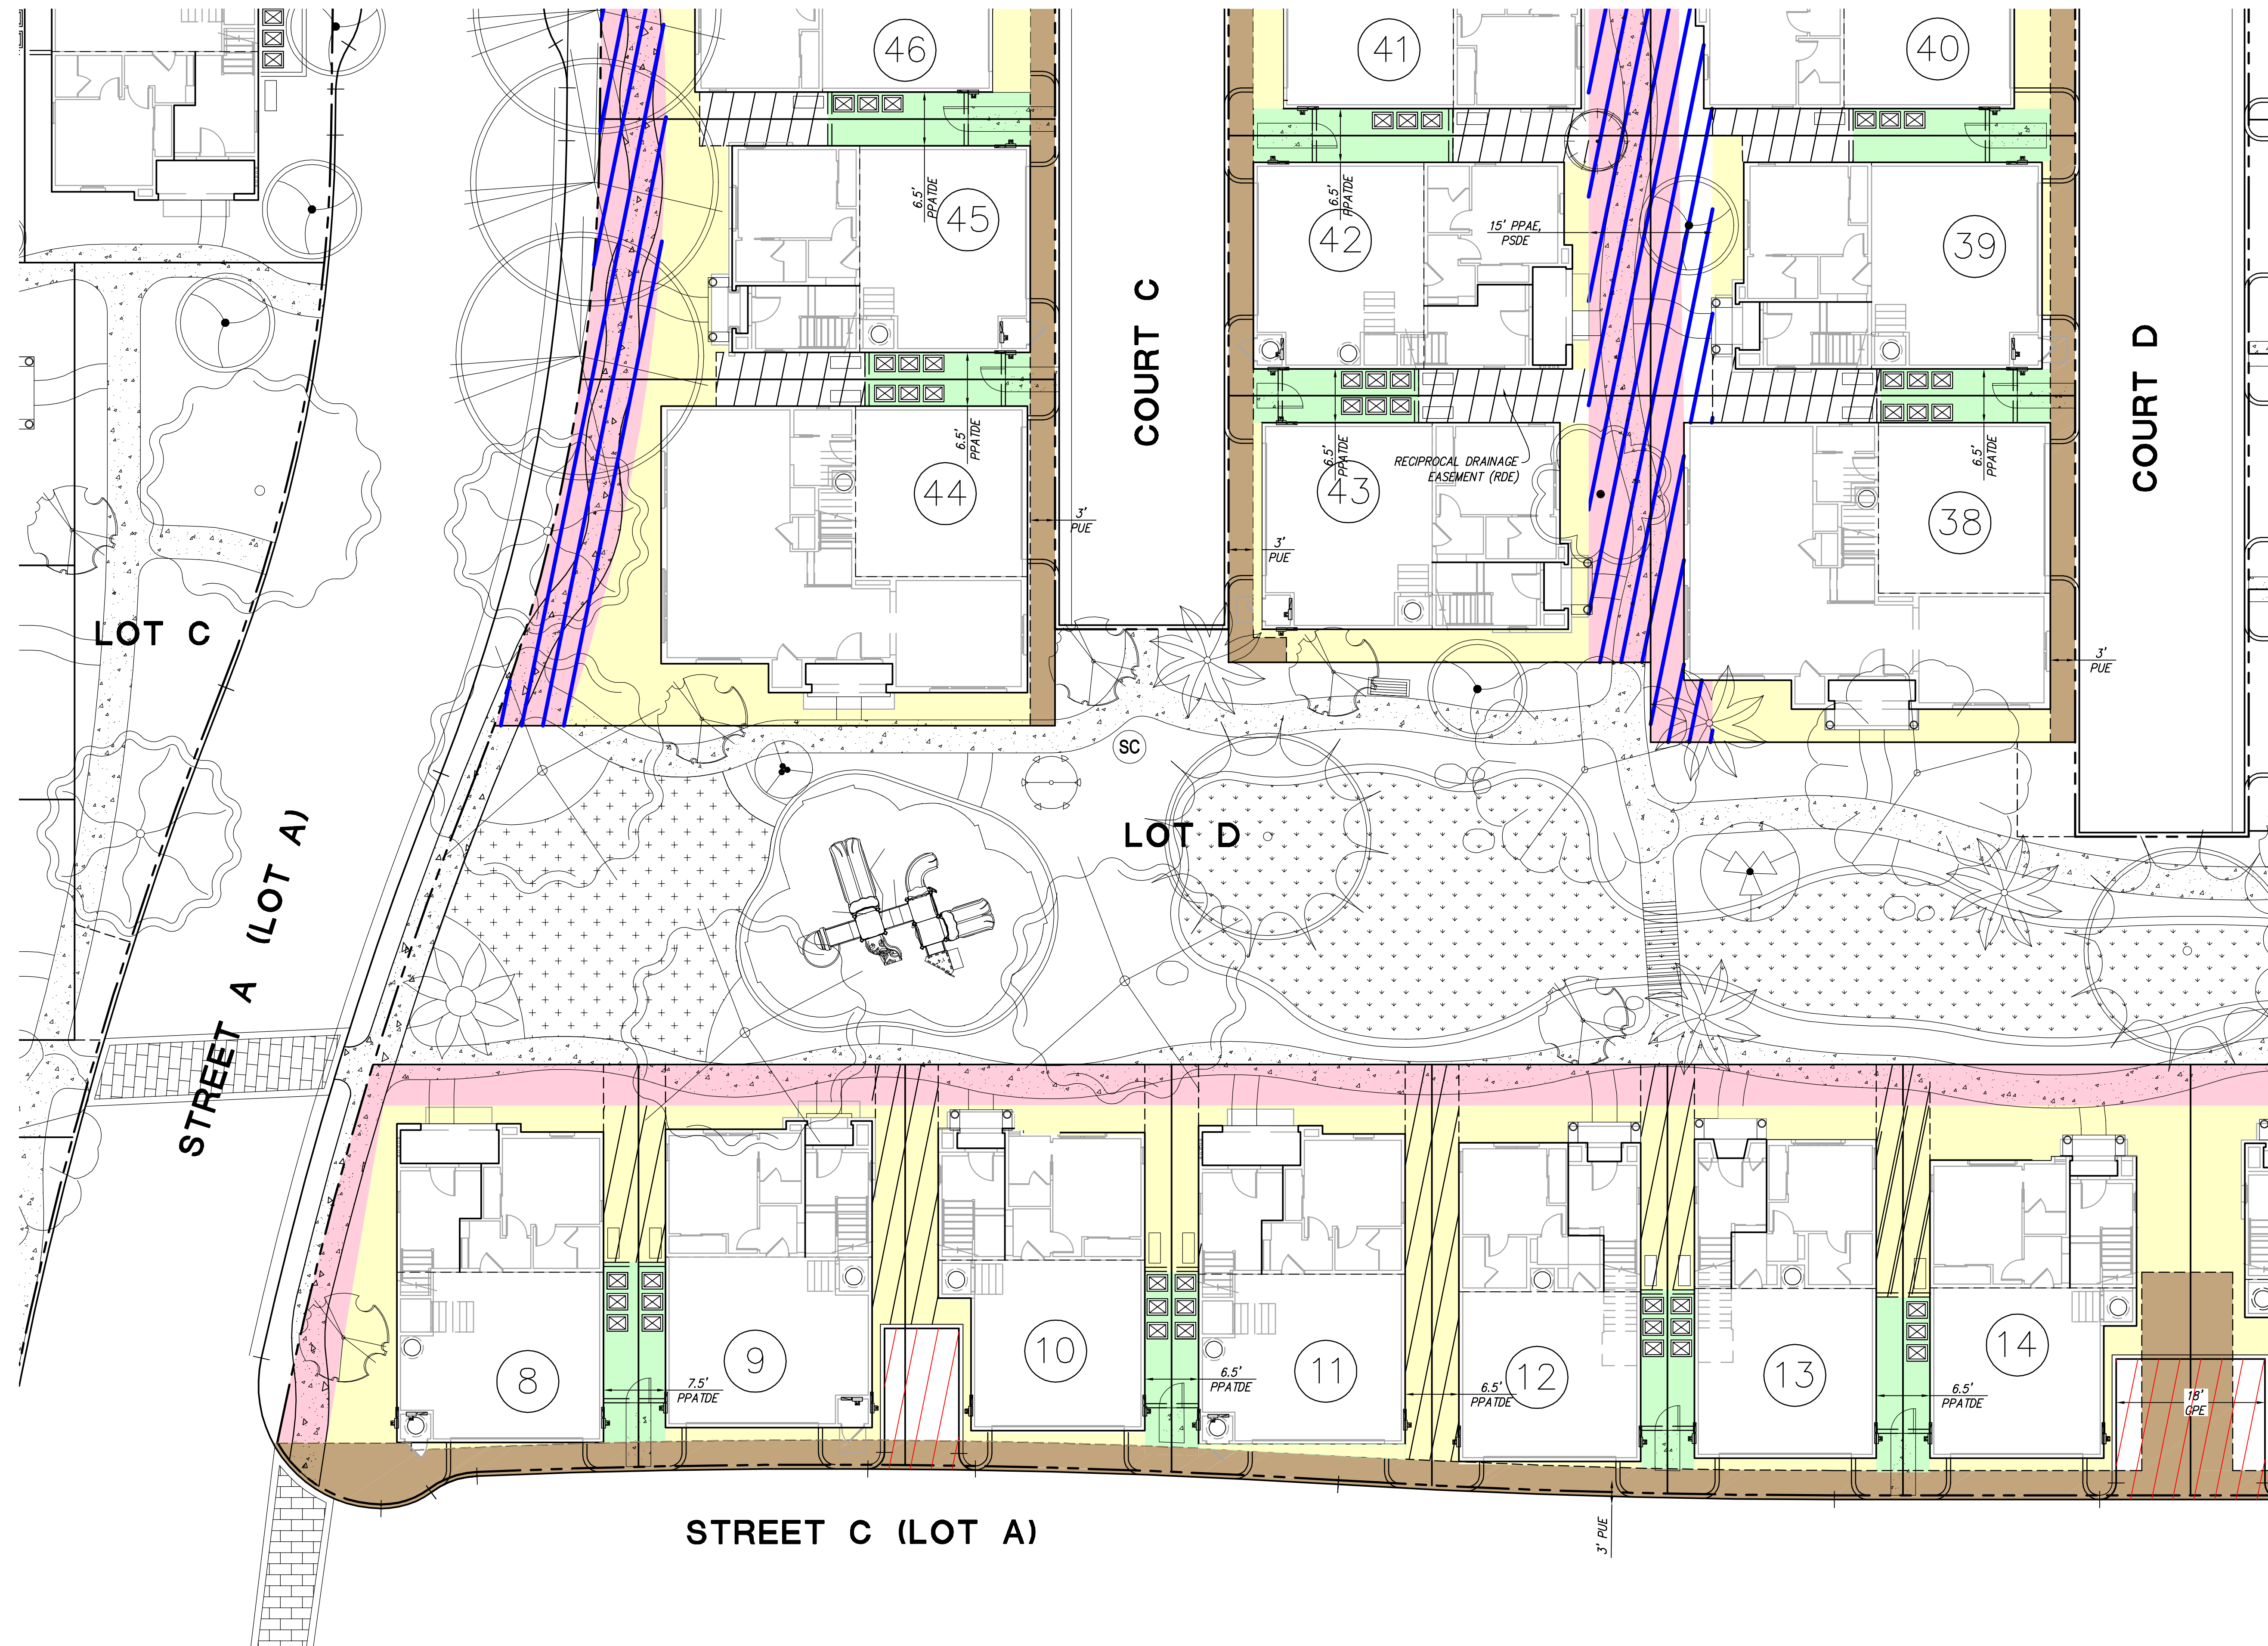 46
41
40
45
6.5'
PPATDE
42
6.5'
PPATDE
15' PPAE,
PSDE
39
COURT C
COURT D
44
6.5'
PPATDE
43
6.5'
PPATDE
RECIPROCAL DRAINAGE
EASEMENT (RDE)
38
6.5'
PPATDE
3'
PUE
3'
PUE
3'
PUE
LOT C
SC
LOT D
STREET A (LOT A)
8
9
10
11
12
13
14
7.5'
PPATDE
6.5'
PPATDE
6.5'
PPATDE
6.5'
PPATDE
18'
GPE
3' PUE
STREET C (LOT A)